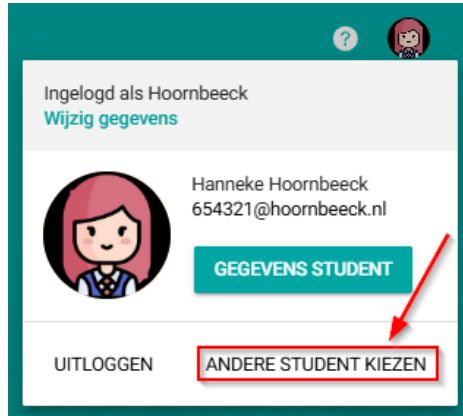 ?
Ingelogd als Hoornbeeck
Wijzig gegevens
Hanneke Hoornbeeck
654321@hoornbeeck.nl
GEGEVENS STUDENT
UITLOGGEN
ANDERE STUDENT KIEZEN